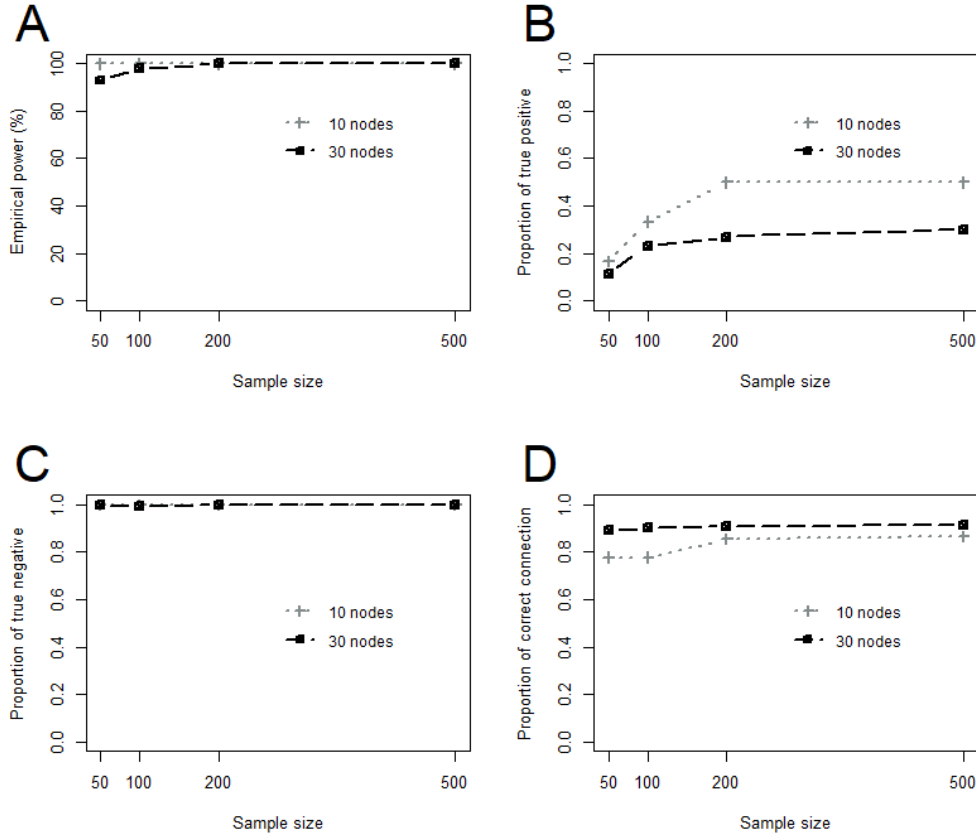 A
Empirical power (%)
100
80
60
40
20
0
10 nodes
30 nodes
50 100 200 500
Sample size
B
Proportion of true positive
1.0
0.8
0.6
0.4
0.2
0.0
10 nodes
30 nodes
50 100 200 500
Sample size
C
Proportion of true negative
1.0
0.8
0.6
0.4
0.2
0.0
10 nodes
30 nodes
50 100 200 500
Sample size
D
Proportion of correct connection
1.0
0.8
0.6
0.4
0.2
0.0
10 nodes
30 nodes
50 100 200 500
Sample size